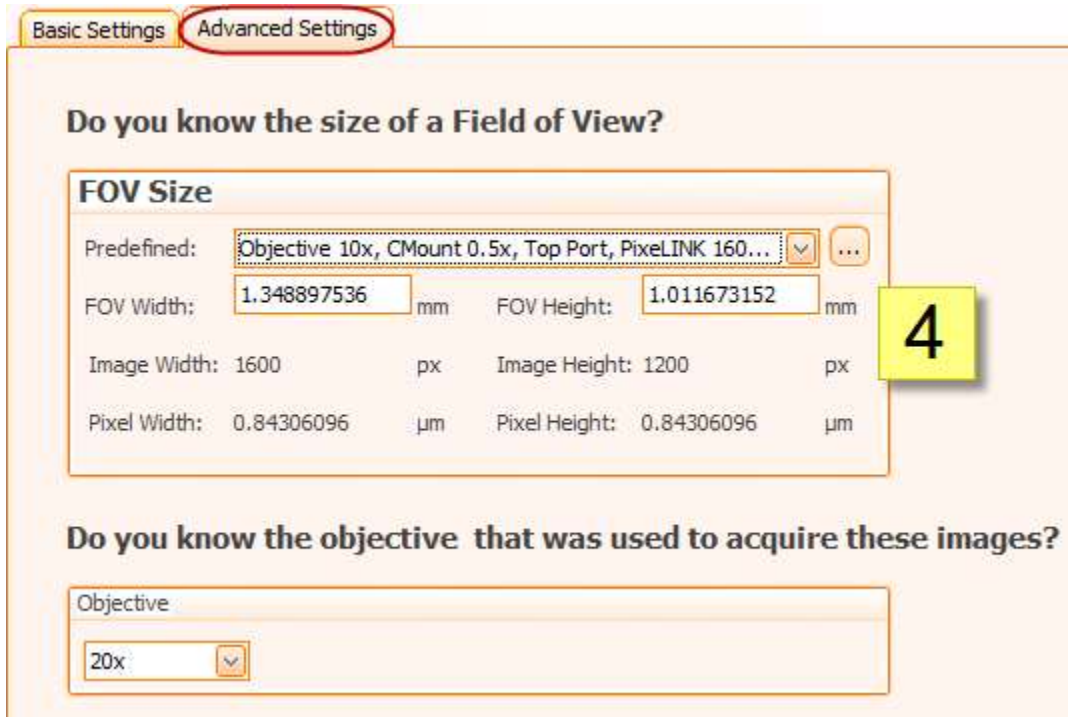 Basic Settings Advanced Settings
Do you know the size of a Field of View?
FOV Size
Predefined: Objective 10x, CMount 0.5x, Top Port, PixeLINK 160... ...
FOV Width: 1.348897536 mm FOV Height: 1.011673152 mm
4
Image Width: 1600 px Image Height: 1200 px
Pixel Width: 0.84306096 µm Pixel Height: 0.84306096 µm
Do you know the objective that was used to acquire these images?
Objective
20x